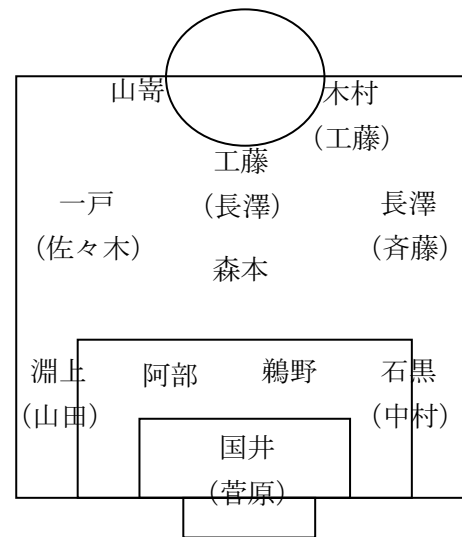 山嵜
木村
(工藤)
工藤
(長澤)
一戸
(佐々木)
長澤
(斉藤)
森本
淵上
(山田)
阿部
鵜野
石黒
(中村)
国井
(菅原)